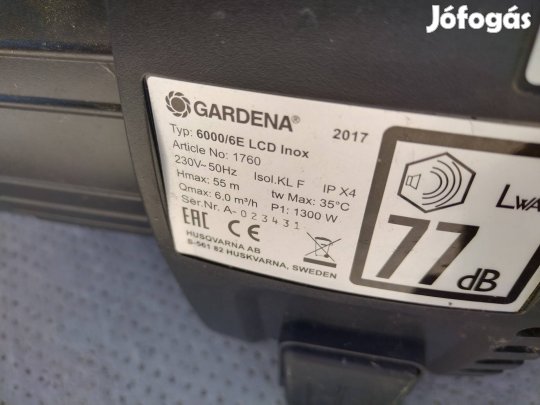 Jófogás
GARDENA®
2017
Typ: 6000/6E LCD Inox
Article No: 1760
230V~50Hz Isol.KL F IP X4
Hmax: 55 m tw Max: 35°C
Qmax: 6,0 m³/h P1: 1300 W
Ser.Nr. A-023431
EAC CE
HUSQVARNA AB
S-561 82 HUSKVARNA, SWEDEN
LWA
77 dB